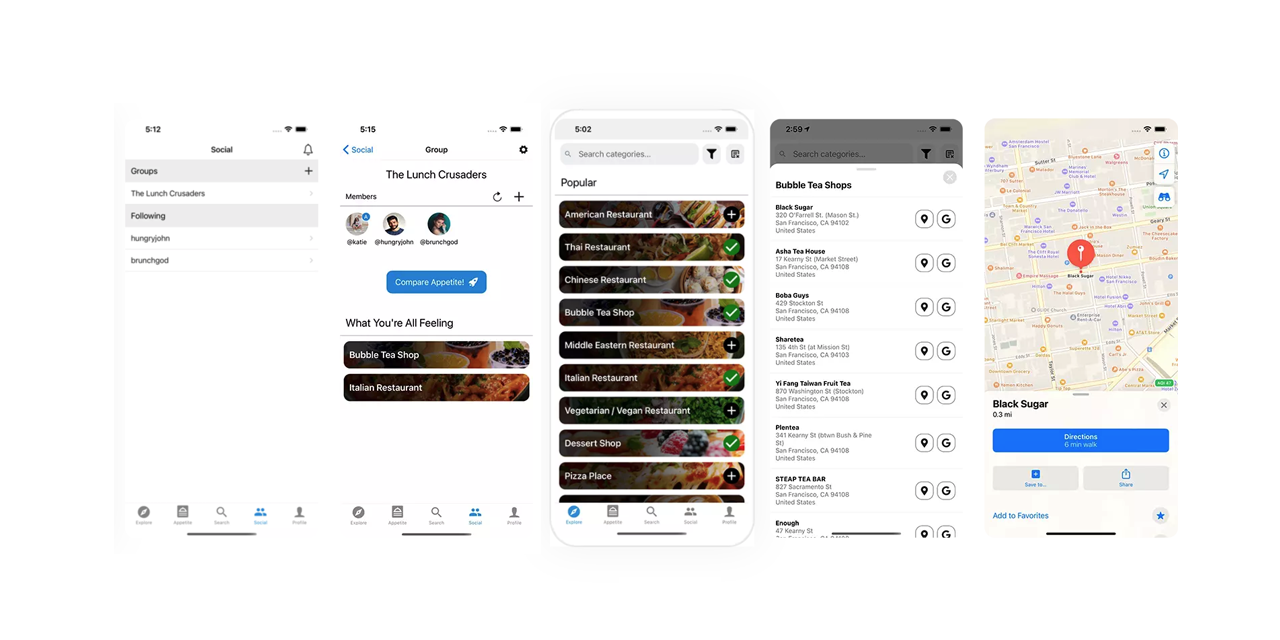 5:12
Social
Groups
The Lunch Crusaders
Following
hungryjohn
brunchgod
Explore
Appetite
Search
Social
Profile
5:15
Social
Group
The Lunch Crusaders
Members
@katie
@hungryjohn
@brunchgod
Compare Appetite!
What You're All Feeling
Bubble Tea Shop
Italian Restaurant
Explore
Appetite
Search
Social
Profile
5:02
Search categories...
Popular
American Restaurant
Thai Restaurant
Chinese Restaurant
Bubble Tea Shop
Middle Eastern Restaurant
Italian Restaurant
Vegetarian / Vegan Restaurant
Dessert Shop
Pizza Place
Explore
Appetite
Search
Social
Profile
2:59
Search categories...
Bubble Tea Shops
Black Sugar
320 O'Farrell St. (Mason St.)
San Francisco, CA 94102
United States
Asha Tea House
17 Kearny St (Market Street)
San Francisco, CA 94108
United States
Boba Guys
429 Stockton St
San Francisco, CA 94108
United States
Sharetea
135 4th St (at Mission St)
San Francisco, CA 94103
United States
Yi Fang Taiwan Fruit Tea
870 Washington St (Stockton)
San Francisco, CA 94108
United States
Plentea
341 Kearny St (btwn Bush & Pine
St)
San Francisco, CA 94108
United States
STEAP TEA BAR
827 Sacramento St
San Francisco, CA 94108
United States
Enough
47 Kearny St
Sutter St
Geary St
Taylor St
Black Sugar
AQI 47
Black Sugar
0.3 mi
Directions
6 min walk
Save to...
Share
Add to Favorites